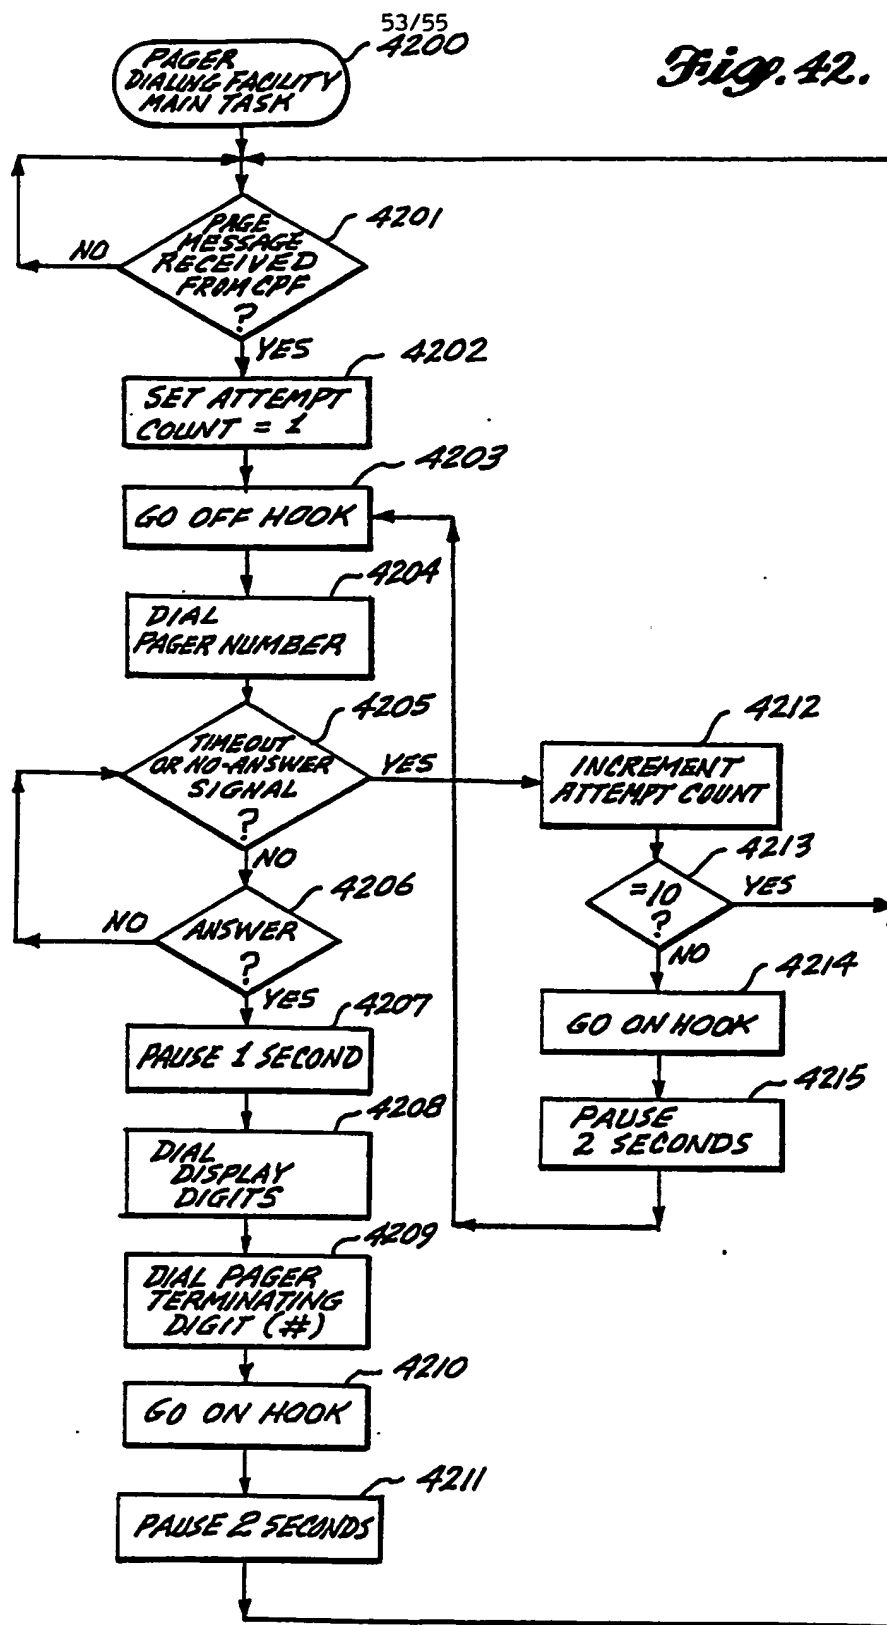 53/55
4200
Fig. 42.
PAGER
DIALING FACILITY
MAIN TASK
4201
PAGE
MESSAGE
RECEIVED
FROM CPF
?
NO
YES
4202
SET ATTEMPT
COUNT = 1
4203
GO OFF HOOK
4204
DIAL
PAGER NUMBER
4205
TIMEOUT
OR NO-ANSWER
SIGNAL
?
YES
NO
4206
ANSWER
?
NO
YES
4207
PAUSE 1 SECOND
4208
DIAL
DISPLAY
DIGITS
4209
DIAL PAGER
TERMINATING
DIGIT (#)
4210
GO ON HOOK
4211
PAUSE 2 SECONDS
4212
INCREMENT
ATTEMPT COUNT
4213
=10
?
YES
NO
4214
GO ON HOOK
4215
PAUSE
2 SECONDS